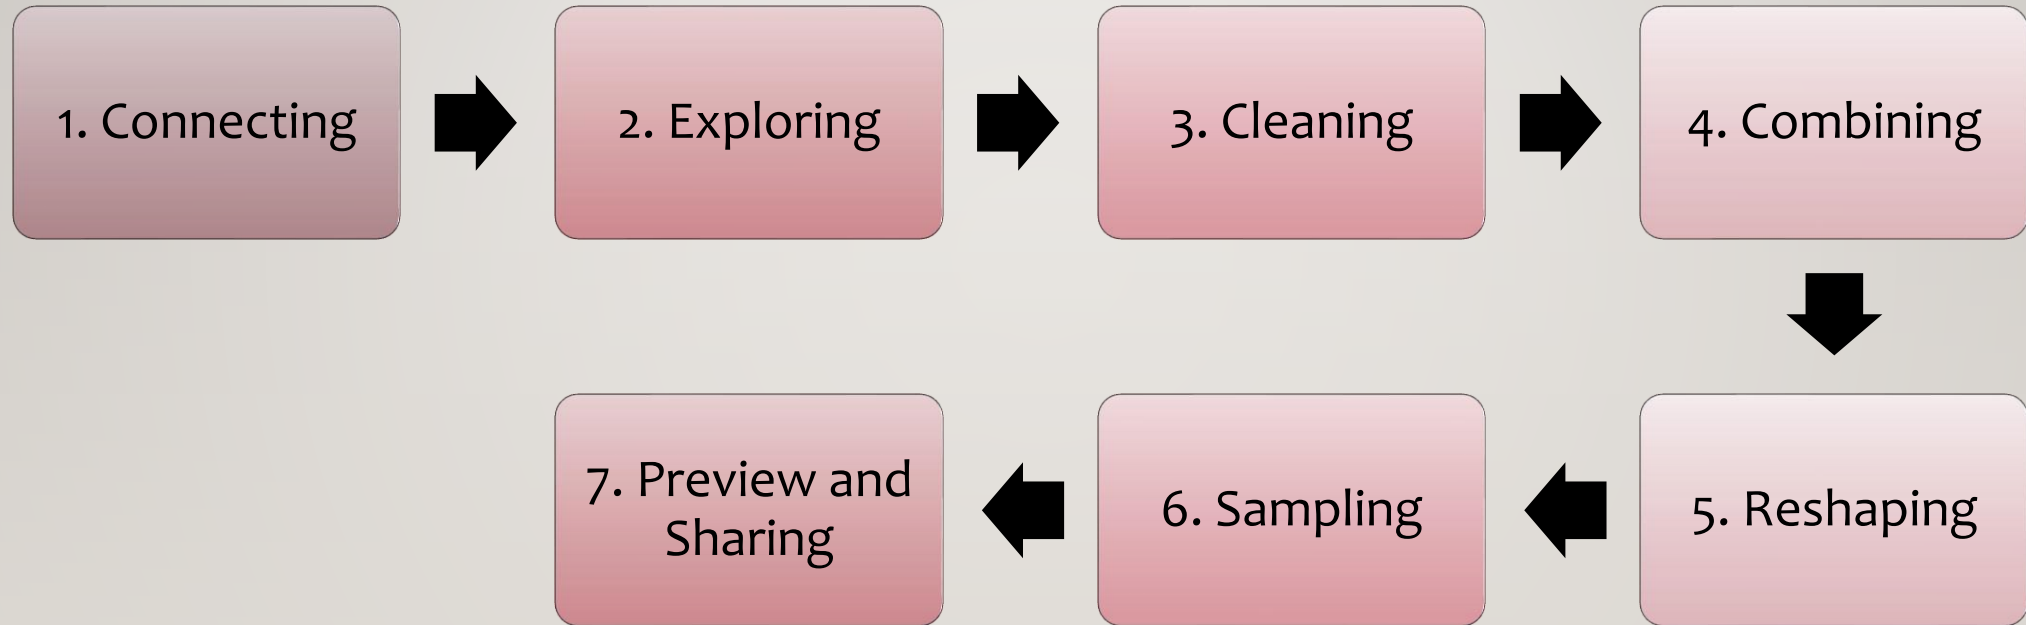 1. Connecting
2. Exploring
3. Cleaning
4. Combining
5. Reshaping
6. Sampling
7. Preview and
Sharing